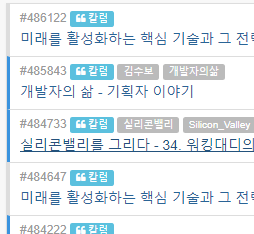 #486122 칼럼
미래를 활성화하는 핵심 기술과 그 전략
#485843 칼럼 김수보 개발자의삶
개발자의 삶 - 기획자 이야기
#484733 칼럼 실리콘밸리 Silicon_Valley
실리콘밸리를 그리다 - 34. 워킹대디의
#484647 칼럼
미래를 활성화하는 핵심 기술과 그 전략
#484222 칼럼